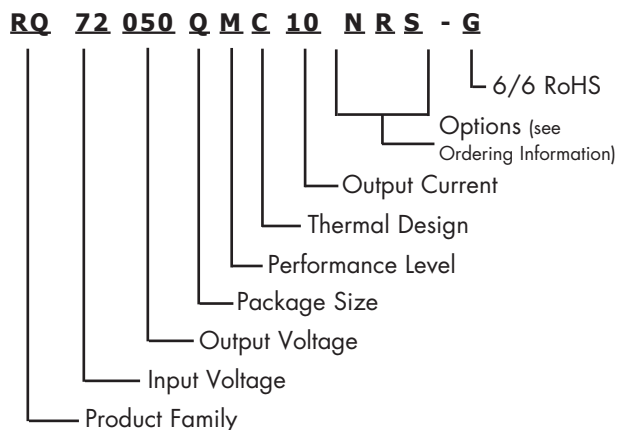 RQ 72 050 Q M C 10 N R S - G
6/6 RoHS
Options (see
Ordering Information)
Output Current
Thermal Design
Performance Level
Package Size
Output Voltage
Input Voltage
Product Family